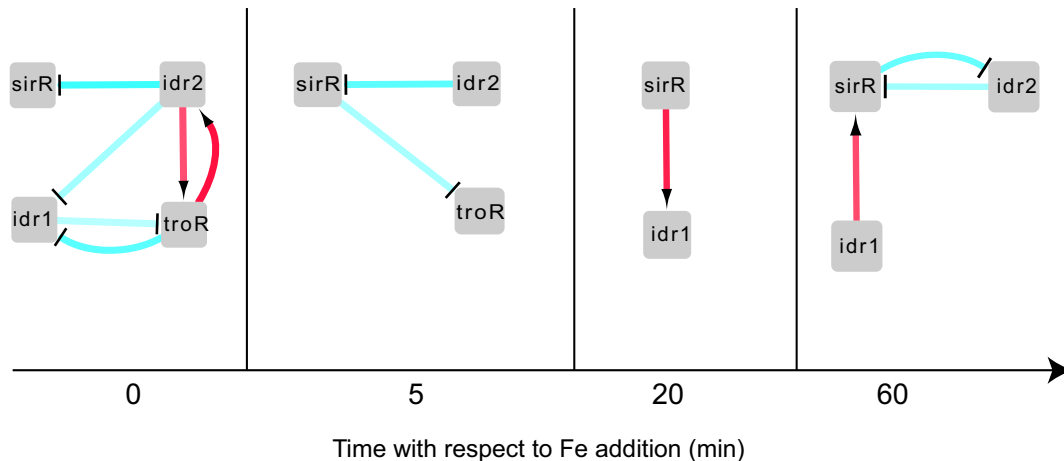 sirR idr2
idr1 troR
sirR idr2
troR
sirR
idr1
sirR idr2
idr1
0 5 20 60
Time with respect to Fe addition (min)